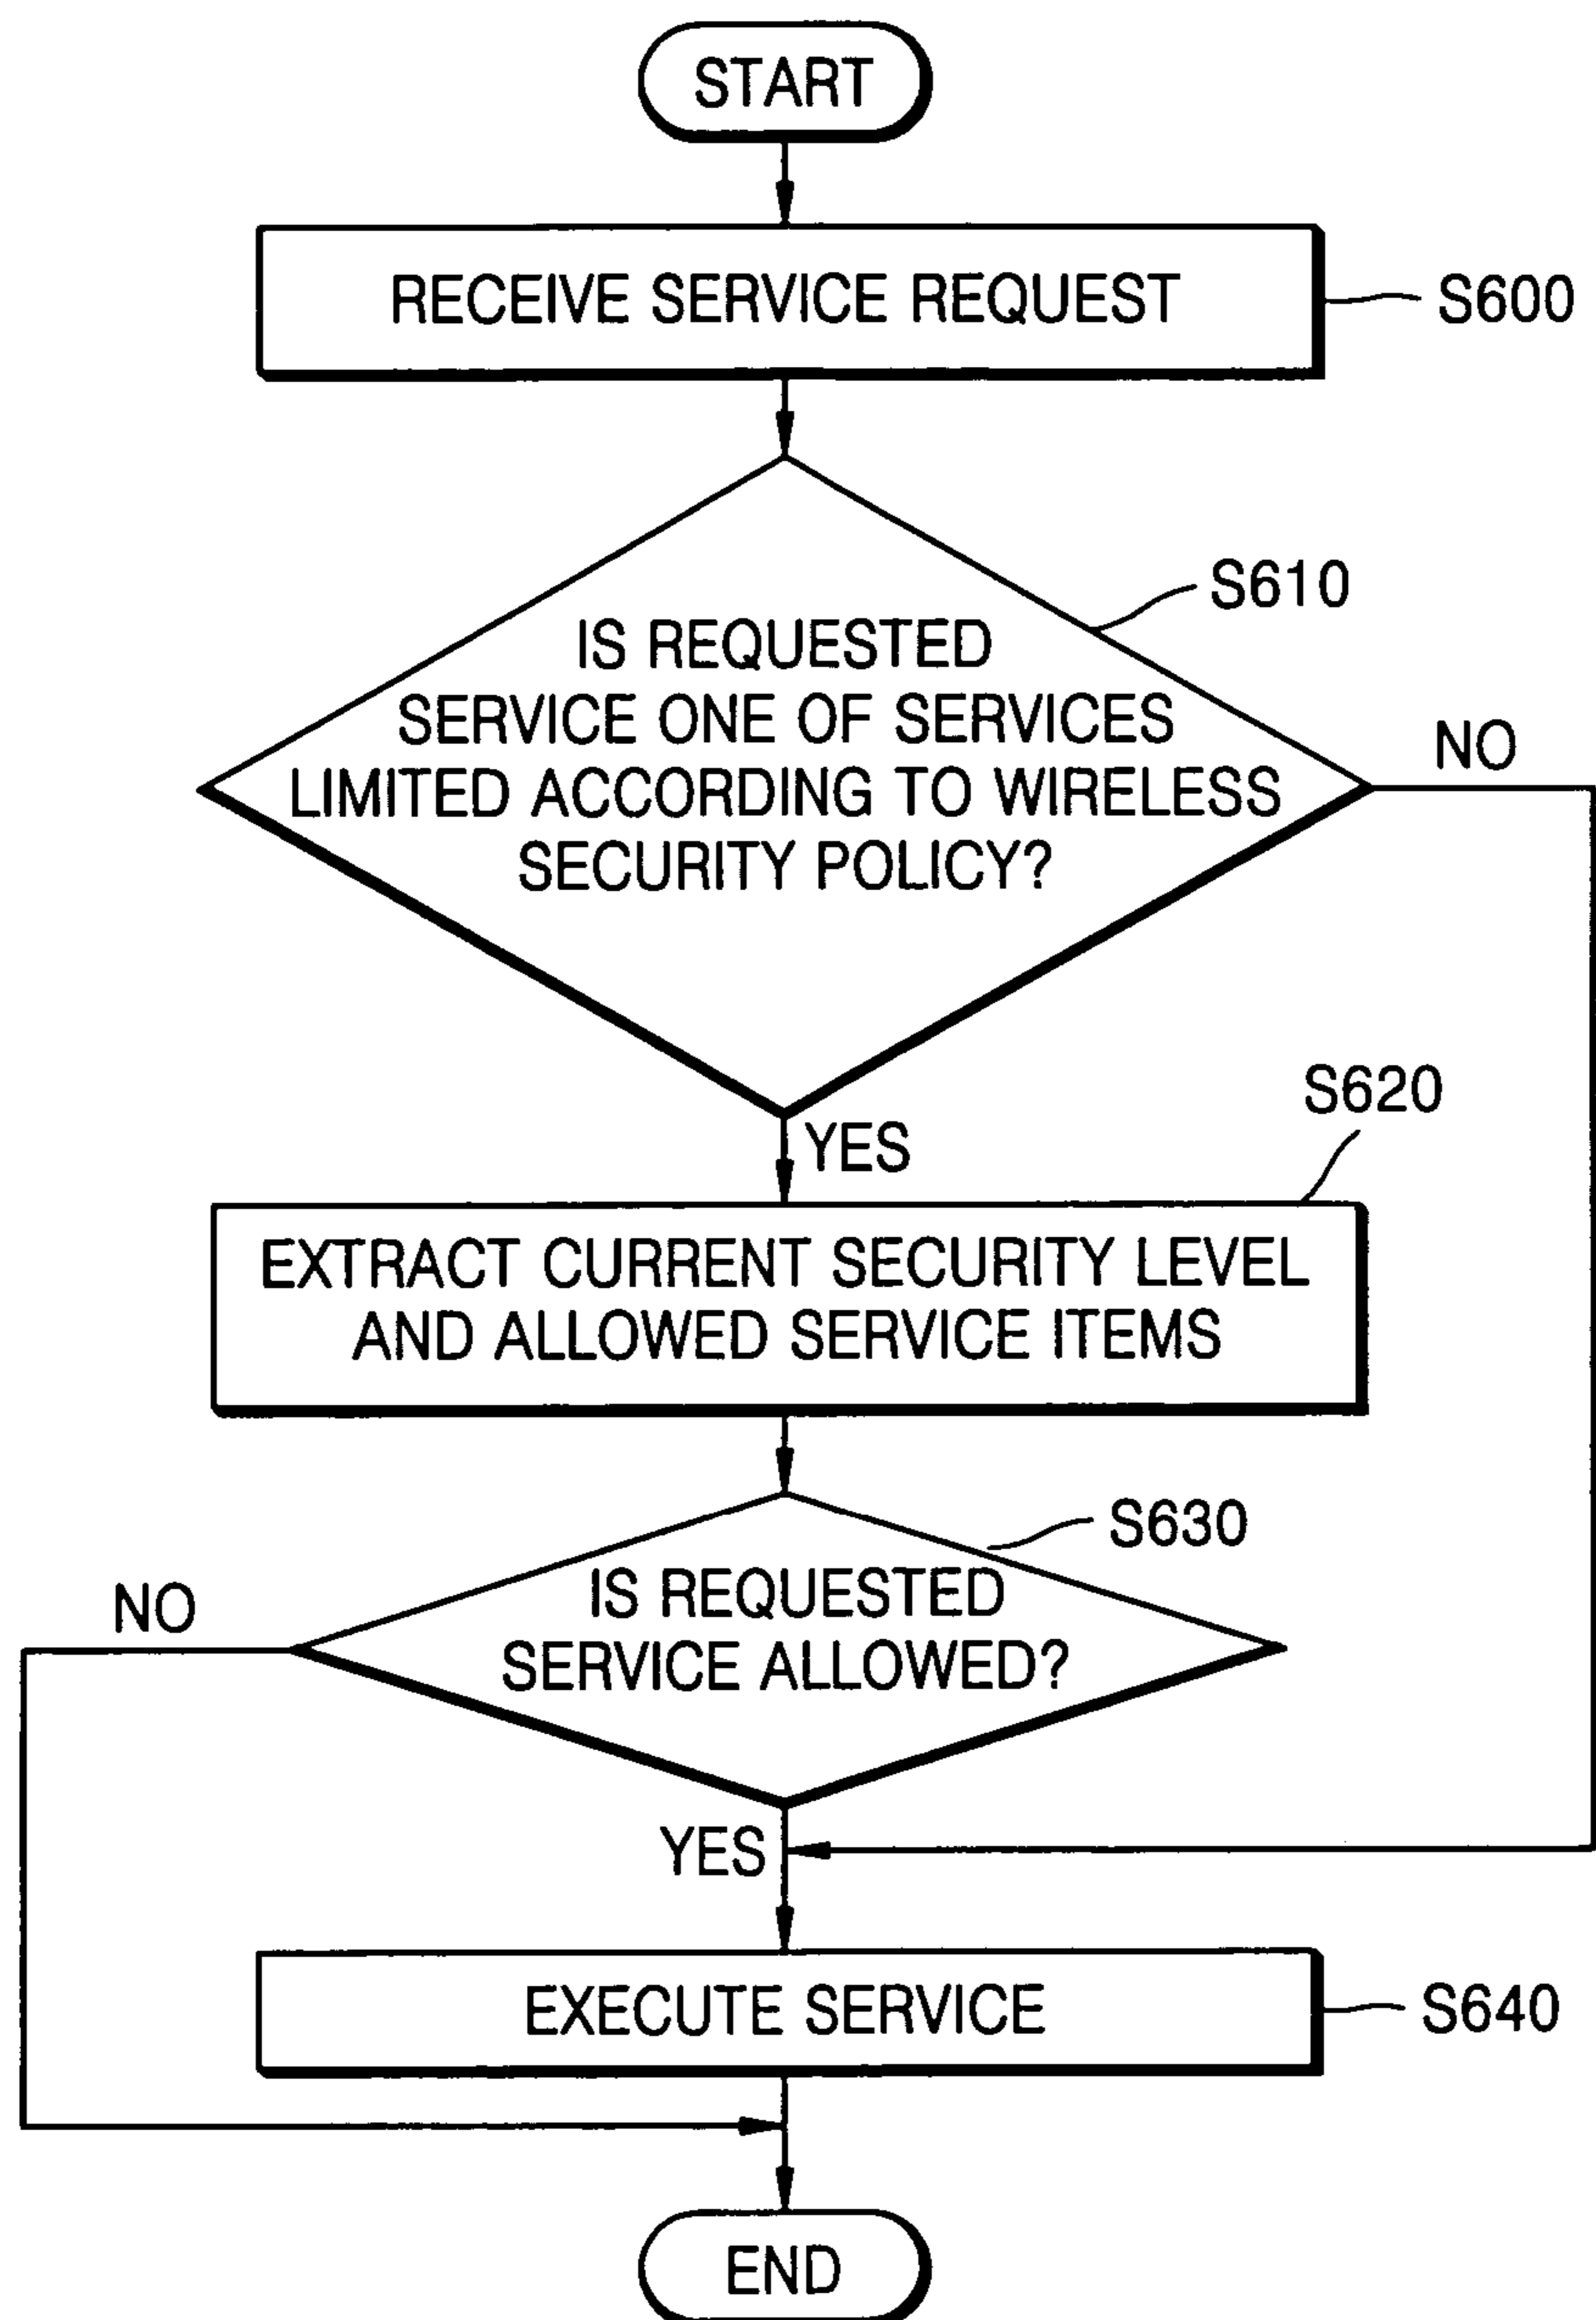 START
RECEIVE SERVICE REQUEST
S600
S610
IS REQUESTED
SERVICE ONE OF SERVICES
LIMITED ACCORDING TO WIRELESS
SECURITY POLICY?
NO
YES
S620
EXTRACT CURRENT SECURITY LEVEL
AND ALLOWED SERVICE ITEMS
S630
IS REQUESTED
SERVICE ALLOWED?
NO
YES
EXECUTE SERVICE
S640
END